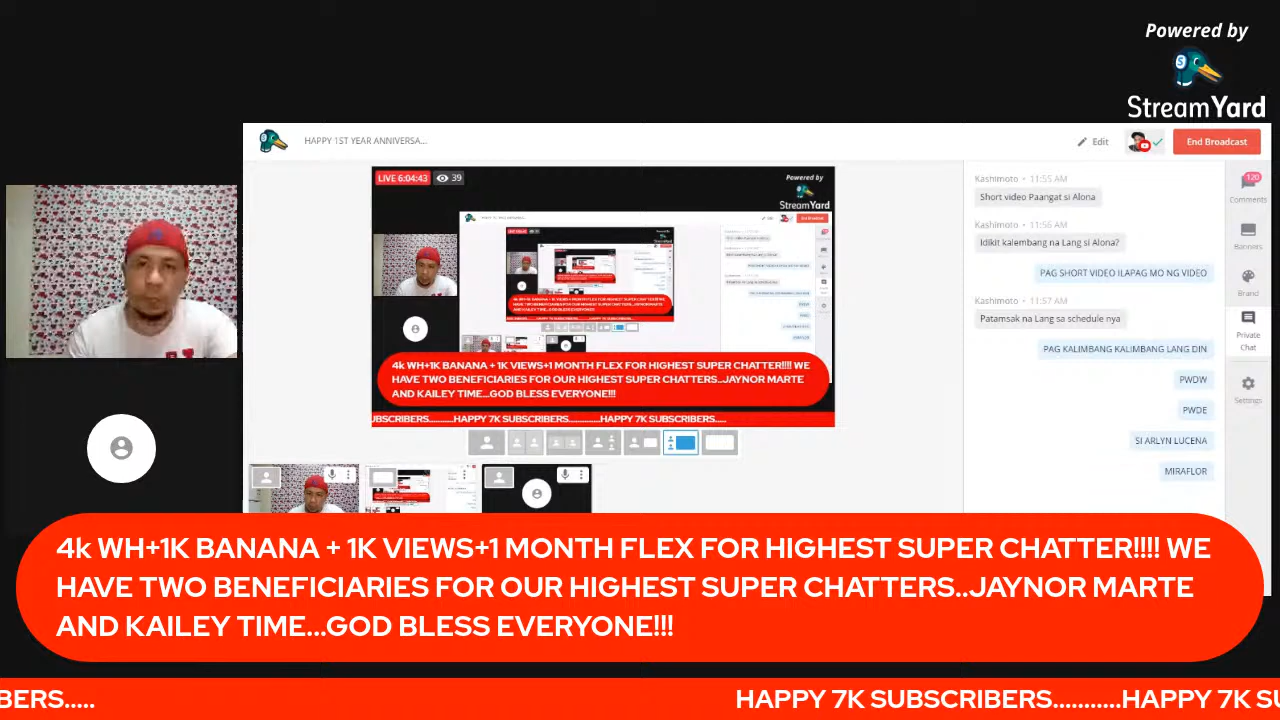 Powered by
StreamYard
HAPPY 1ST YEAR ANNIVERSA...
Edit
End Broadcast
LIVE 6:04:43
39
Powered by
StreamYard
4k WH+1K BANANA + 1K VIEWS+1 MONTH FLEX FOR HIGHEST SUPER CHATTER!!!! WE
HAVE TWO BENEFICIARIES FOR OUR HIGHEST SUPER CHATTERS..JAYNOR MARTE
AND KAILEY TIME...GOD BLESS EVERYONE!!!
UBSCRIBERS...........HAPPY 7K SUBSCRIBERS...............HAPPY 7K SUBSCRIBERS.....
Kashimoto • 11:55 AM
Short video Paangat si Alona
Kashimoto • 11:56 AM
Idikit kalembang na Lang si Alona?
PAG SHORT VIDEO ILAPAG MO NG VIDEO
Kashimoto • 11:57 AM
Patamsak na Lang sa schedule nya
PAG KALIMBANG KALIMBANG LANG DIN
PWDW
PWDE
SI ARLYN LUCENA
MIRAFLOR
120
Comments
Banners
Brand
Private
Chat
Settings
4k WH+1K BANANA + 1K VIEWS+1 MONTH FLEX FOR HIGHEST SUPER CHATTER!!!! WE
HAVE TWO BENEFICIARIES FOR OUR HIGHEST SUPER CHATTERS..JAYNOR MARTE
AND KAILEY TIME...GOD BLESS EVERYONE!!!
BERS.....
HAPPY 7K SUBSCRIBERS...........HAPPY 7K SU